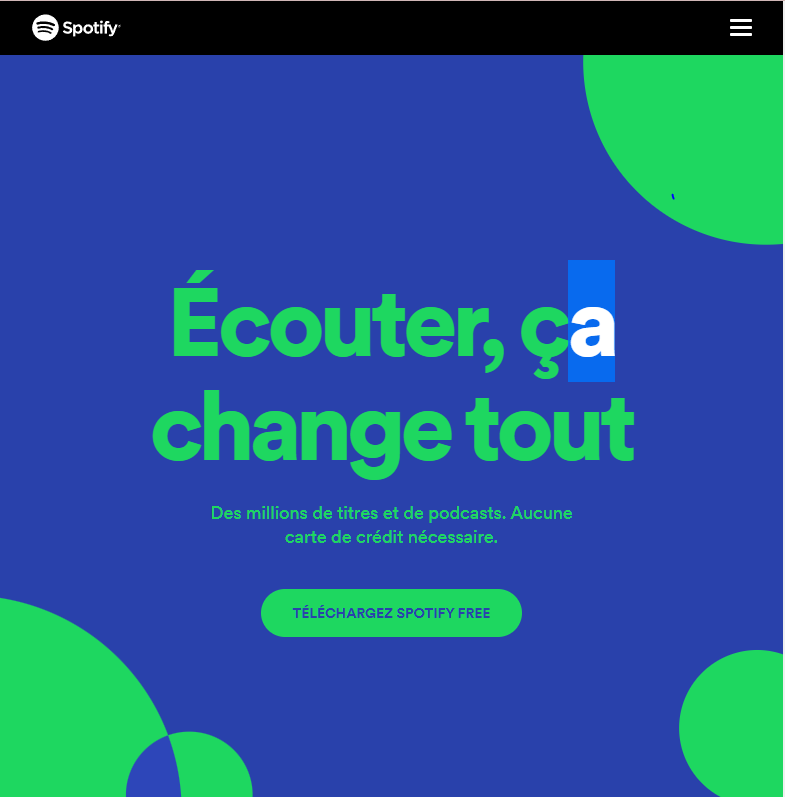 Spotify
Écouter, ça
change tout
Des millions de titres et de podcasts. Aucune
carte de crédit nécessaire.
TÉLÉCHARGEZ SPOTIFY FREE